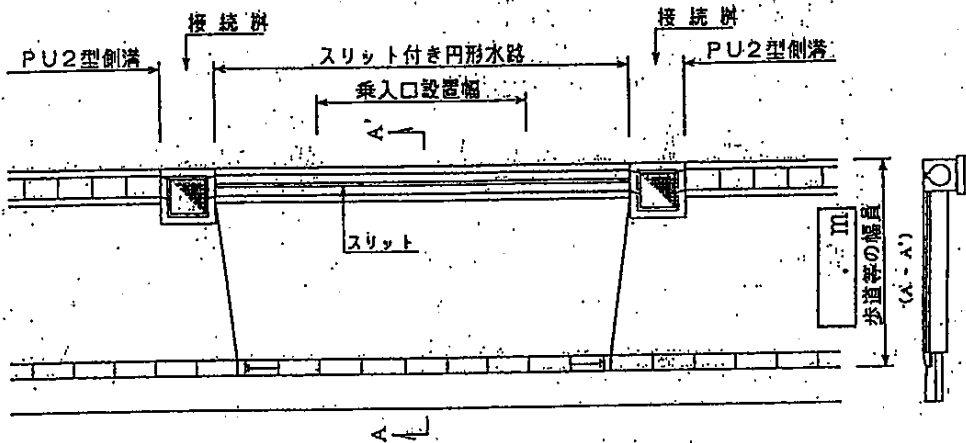 接続桝
接続桝
PU2型側溝
スリット付き円形水路
PU2型側溝
乗入口設置幅
A'
スリット
m
歩道等の幅員
(A-A')
A